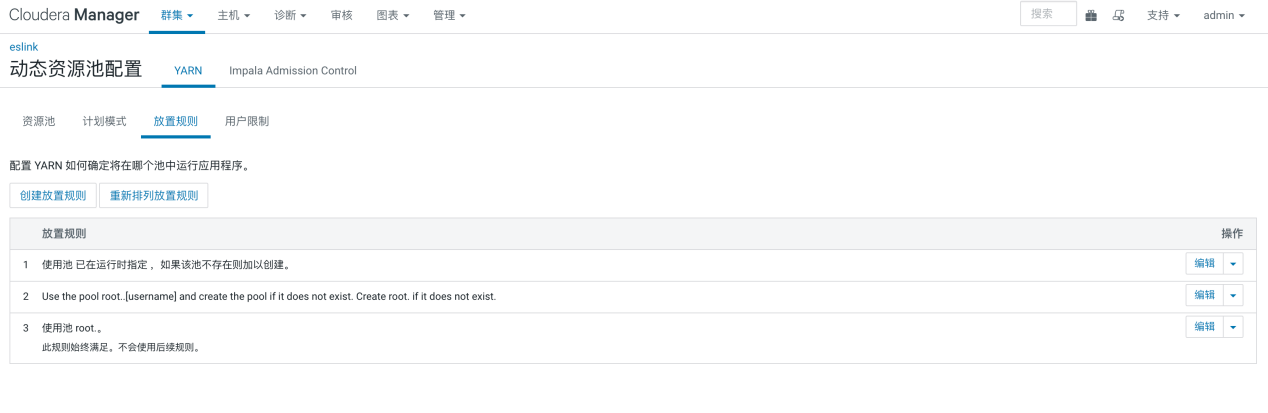 Cloudera Manager 群集 主机 诊断 审核 图表 管理 搜索 支持 admin
eslink
动态资源池配置 YARN Impala Admission Control
资源池 计划模式 放置规则 用户限制
配置 YARN 如何确定将在哪个池中运行应用程序。
创建放置规则 重新排列放置规则
放置规则 操作
1 使用池 已在运行时指定 ，如果该池不存在则加以创建。 编辑
2 Use the pool root..[username] and create the pool if it does not exist. Create root. if it does not exist. 编辑
3 使用池 root.。 编辑
此规则始终满足。不会使用后续规则。